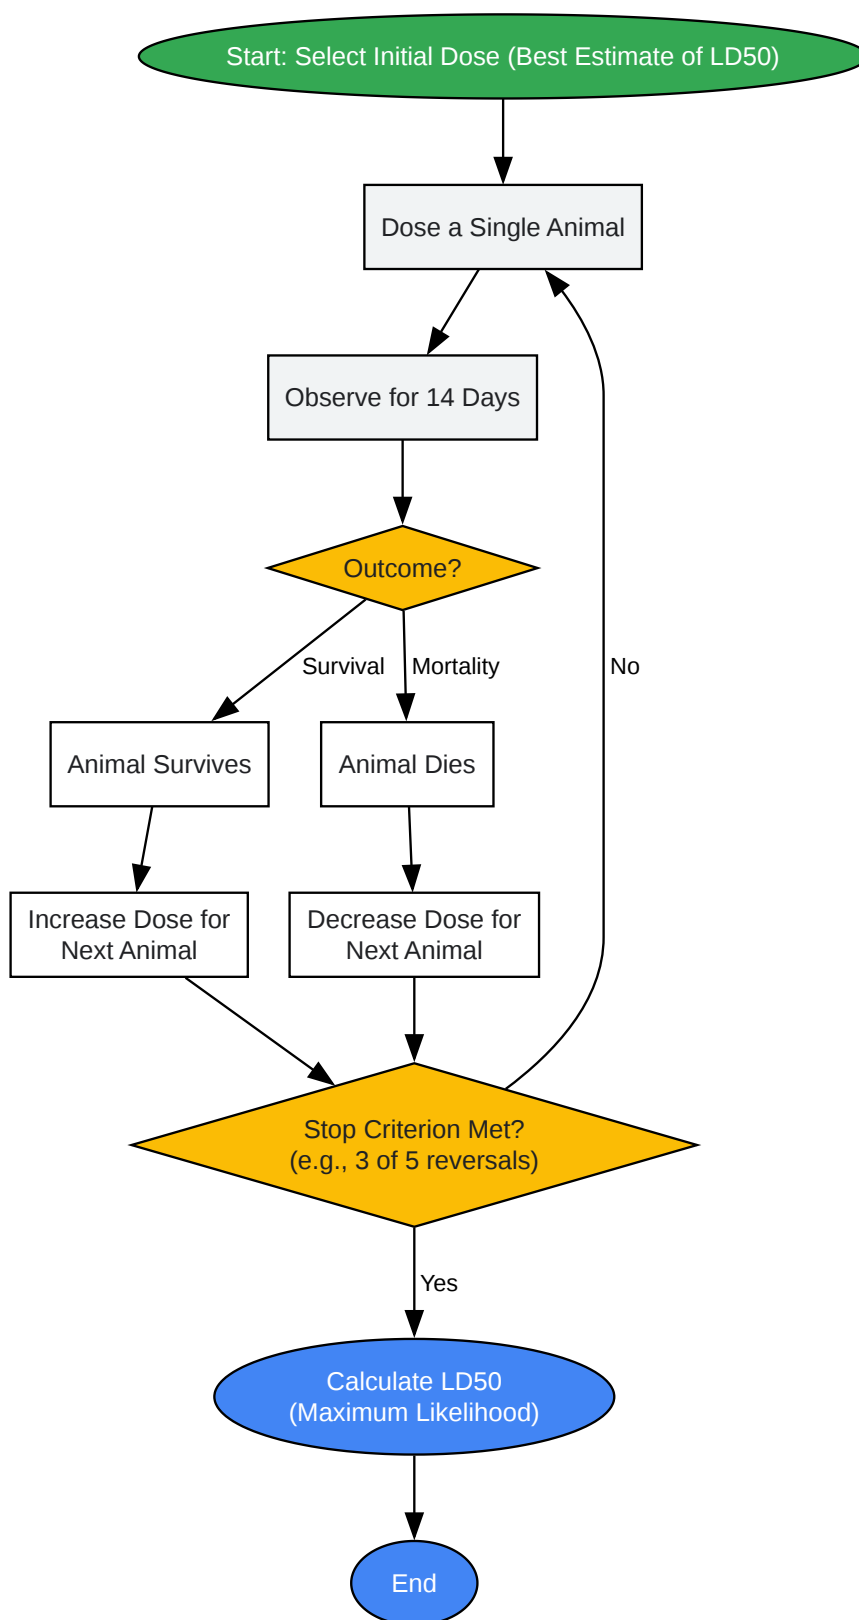 Start: Select Initial Dose (Best Estimate of LD50)
Dose a Single Animal
Observe for 14 Days
Outcome?
Survival
Mortality
No
Animal Survives
Animal Dies
Increase Dose for
Next Animal
Decrease Dose for
Next Animal
Stop Criterion Met?
(e.g., 3 of 5 reversals)
Yes
Calculate LD50
(Maximum Likelihood)
End